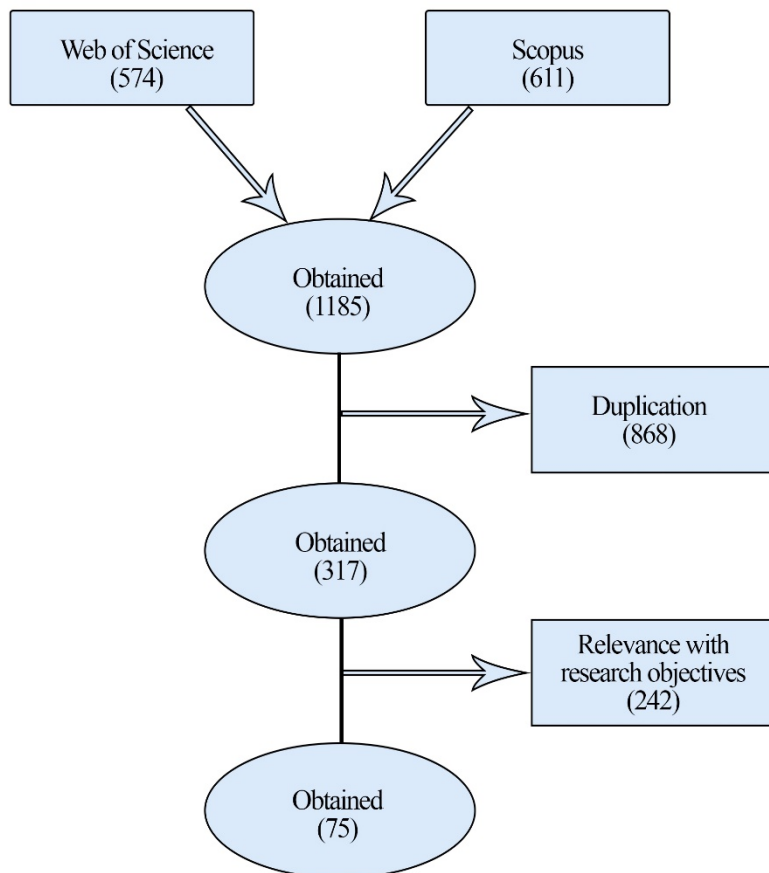 Web of Science
(574)
Scopus
(611)
Obtained
(1185)
Duplication
(868)
Obtained
(317)
Relevance with
research objectives
(242)
Obtained
(75)